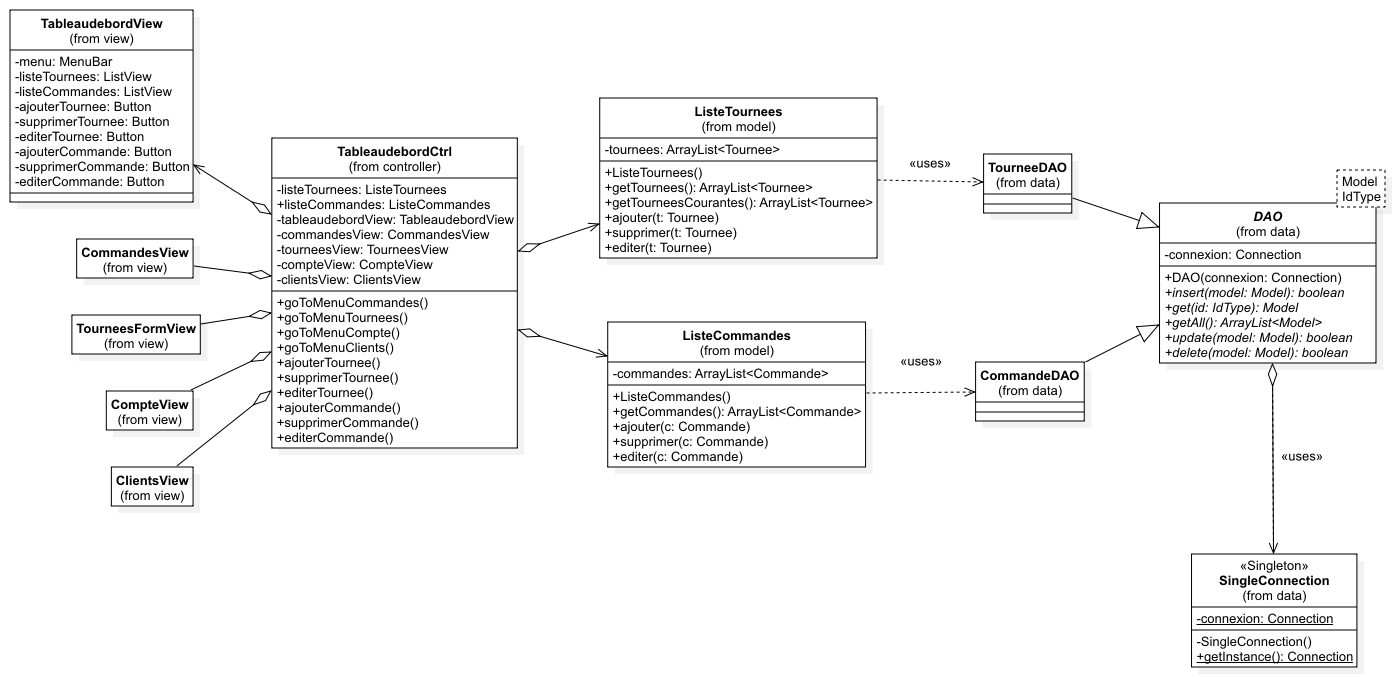 TableaudebordView
(from view)
-menu: MenuBar
-listeTournees: ListView
-listeCommandes: ListView
-ajouterTournee: Button
-supprimerTournee: Button
-editerTournee: Button
-ajouterCommande: Button
-supprimerCommande: Button
-editerCommande: Button
CommandesView
(from view)
TourneesFormView
(from view)
CompteView
(from view)
ClientsView
(from view)
TableaudebordCtrl
(from controller)
-listeTournees: ListeTournees
+listeCommandes: ListeCommandes
-tableaudebordView: TableaudebordView
-commandesView: CommandesView
-tourneesView: TourneesView
-compteView: CompteView
-clientsView: ClientsView
+goToMenuCommandes()
+goToMenuTournees()
+goToMenuCompte()
+goToMenuClients()
+ajouterTournee()
+supprimerTournee()
+editerTournee()
+ajouterCommande()
+supprimerCommande()
+editerCommande()
ListeTournees
(from model)
-tournees: ArrayList<Tournee>
+ListeTournees()
+getTournees(): ArrayList<Tournee>
+getTourneesCourantes(): ArrayList<Tournee>
+ajouter(t: Tournee)
+supprimer(t: Tournee)
+editer(t: Tournee)
ListeCommandes
(from model)
-commandes: ArrayList<Commande>
+ListeCommandes()
+getCommandes(): ArrayList<Commande>
+ajouter(c: Commande)
+supprimer(c: Commande)
+editer(c: Commande)
«uses»
TourneeDAO
(from data)
«uses»
CommandeDAO
(from data)
Model
IdType
DAO
(from data)
-connexion: Connection
+DAO(connexion: Connection)
+insert(model: Model): boolean
+get(id: IdType): Model
+getAll(): ArrayList<Model>
+update(model: Model): boolean
+delete(model: Model): boolean
«uses»
«Singleton»
SingleConnection
(from data)
-connexion: Connection
-SingleConnection()
+getInstance(): Connection